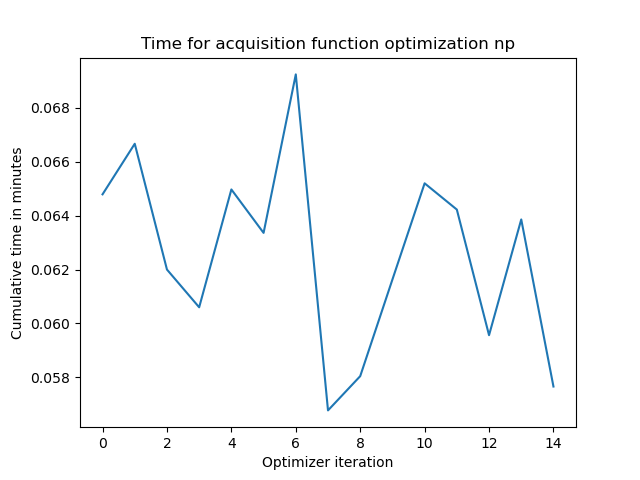 Time for acquisition function optimization np
Cumulative time in minutes
0.068
0.066
0.064
0.062
0.060
0.058
0 2 4 6 8 10 12 14
Optimizer iteration